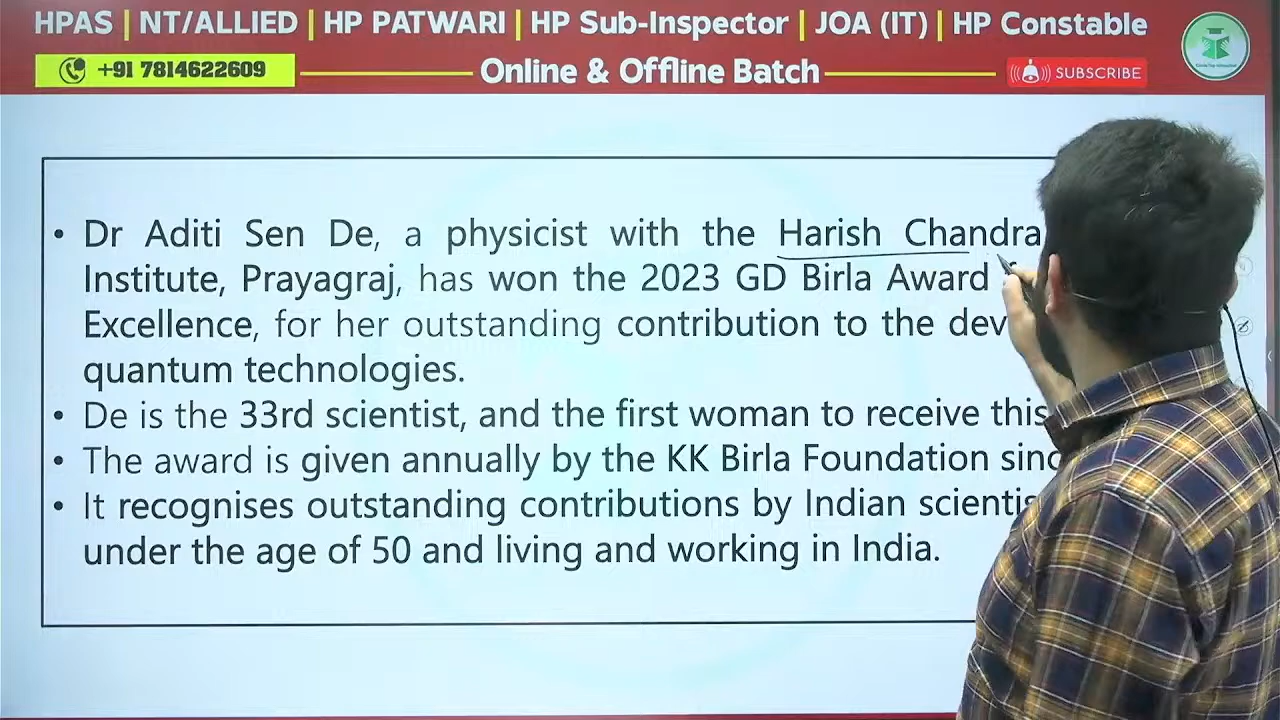 HPAS | NT/ALLIED | HP PATWARI | HP Sub-Inspector | JOA (IT) | HP Constable
+91 7814622609
Online & Offline Batch
SUBSCRIBE
• Dr Aditi Sen De, a physicist with the Harish Chandra
Institute, Prayagraj, has won the 2023 GD Birla Award
Excellence, for her outstanding contribution to the
quantum technologies.
• De is the 33rd scientist, and the first woman to receive this
• The award is given annually by the KK Birla Foundation
• It recognises outstanding contributions by Indian
under the age of 50 and living and working in India.